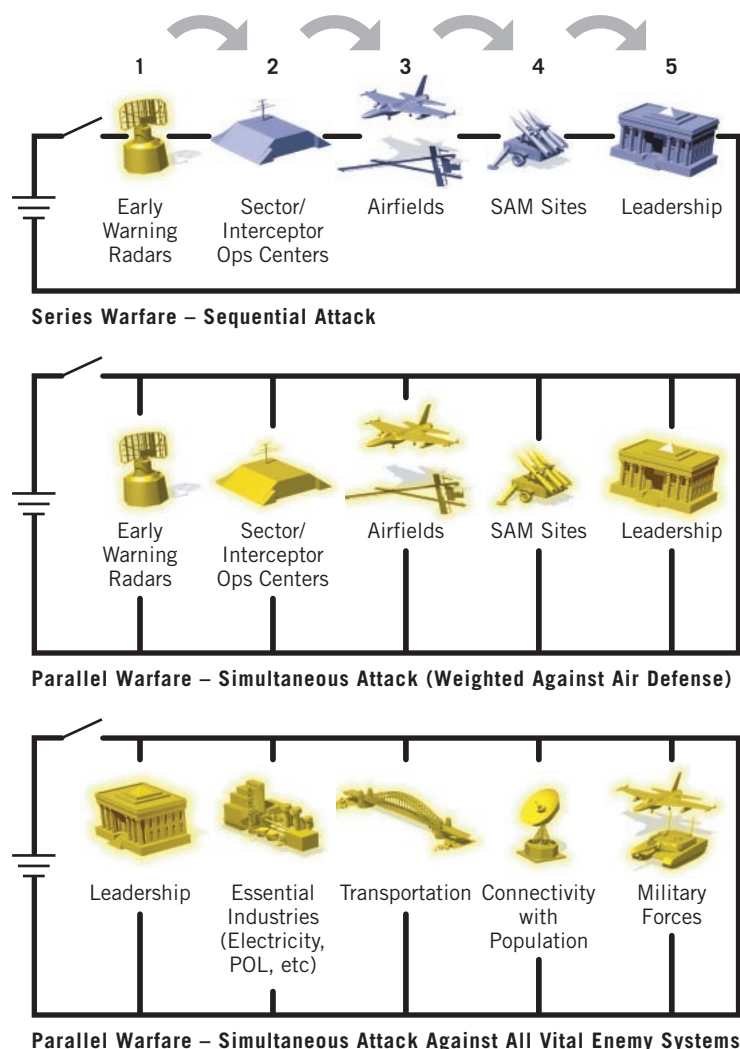 1 2 3 4 5
Early Warning Radars
Sector/ Interceptor Ops Centers
Airfields
SAM Sites
Leadership
Series Warfare – Sequential Attack
Early Warning Radars
Sector/ Interceptor Ops Centers
Airfields
SAM Sites
Leadership
Parallel Warfare – Simultaneous Attack (Weighted Against Air Defense)
Leadership
Essential Industries (Electricity, POL, etc)
Transportation
Connectivity with Population
Military Forces
Parallel Warfare – Simultaneous Attack Against All Vital Enemy Systems